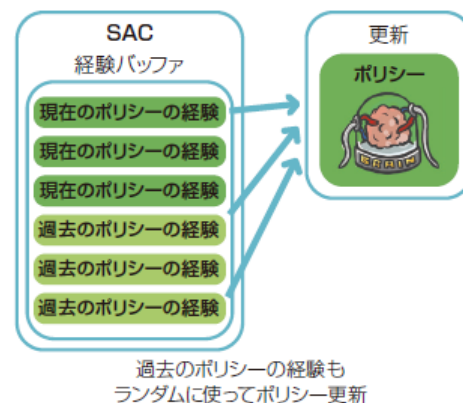 SAC
経験バッファ
現在のポリシーの経験
現在のポリシーの経験
現在のポリシーの経験
過去のポリシーの経験
過去のポリシーの経験
過去のポリシーの経験
更新
ポリシー
BRAIN
過去のポリシーの経験も
ランダムに使ってポリシー更新